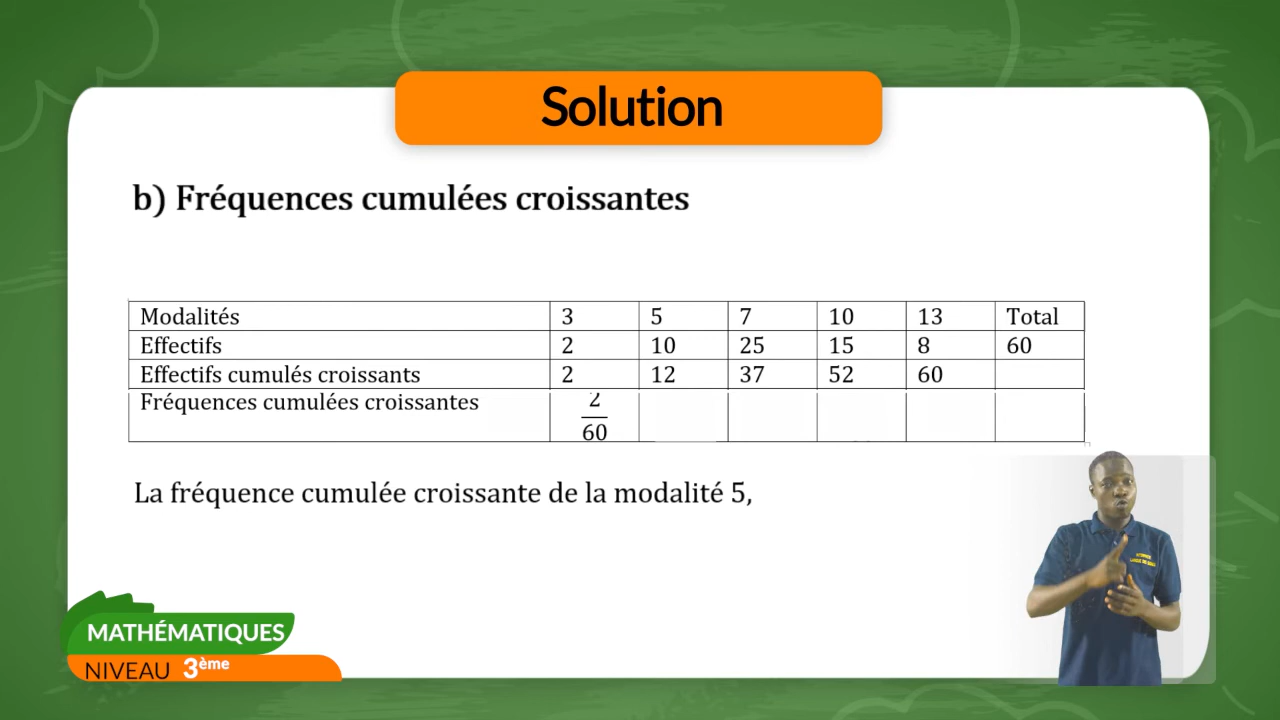 Solution
b) Fréquences cumulées croissantes
Modalités 3 5 7 10 13 Total
Effectifs 2 10 25 15 8 60
Effectifs cumulés croissants 2 12 37 52 60
Fréquences cumulées croissantes 2/60
La fréquence cumulée croissante de la modalité 5,
MATHÉMATIQUES
NIVEAU 3ème